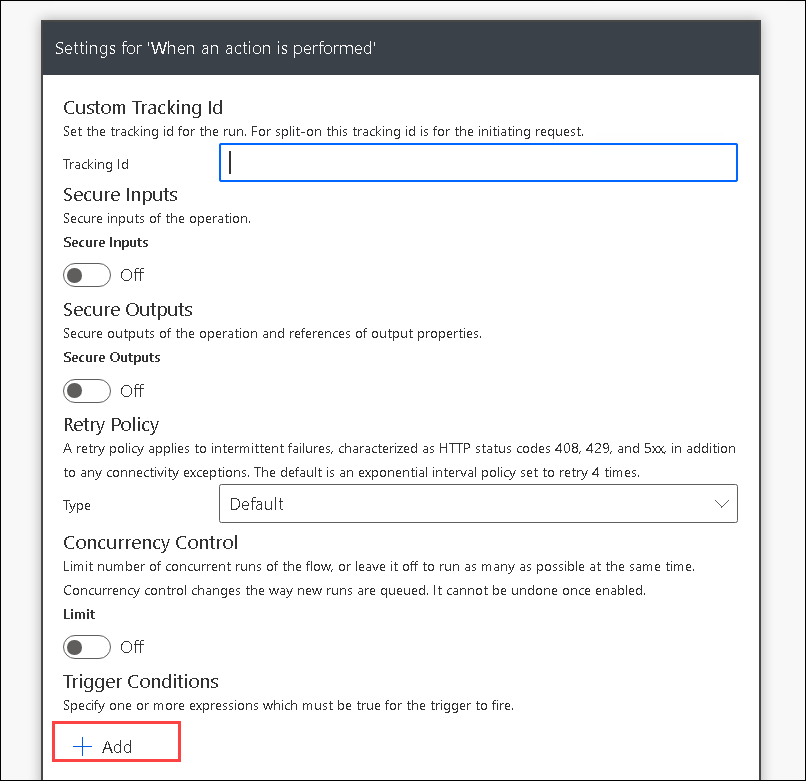 Settings for 'When an action is performed'
Custom Tracking Id
Set the tracking id for the run. For split-on this tracking id is for the initiating request.
Tracking Id
Secure Inputs
Secure inputs of the operation.
Secure Inputs
Off
Secure Outputs
Secure outputs of the operation and references of output properties.
Secure Outputs
Off
Retry Policy
A retry policy applies to intermittent failures, characterized as HTTP status codes 408, 429, and 5xx, in addition
to any connectivity exceptions. The default is an exponential interval policy set to retry 4 times.
Type Default
Concurrency Control
Limit number of concurrent runs of the flow, or leave it off to run as many as possible at the same time.
Concurrency control changes the way new runs are queued. It cannot be undone once enabled.
Limit
Off
Trigger Conditions
Specify one or more expressions which must be true for the trigger to fire.
+ Add